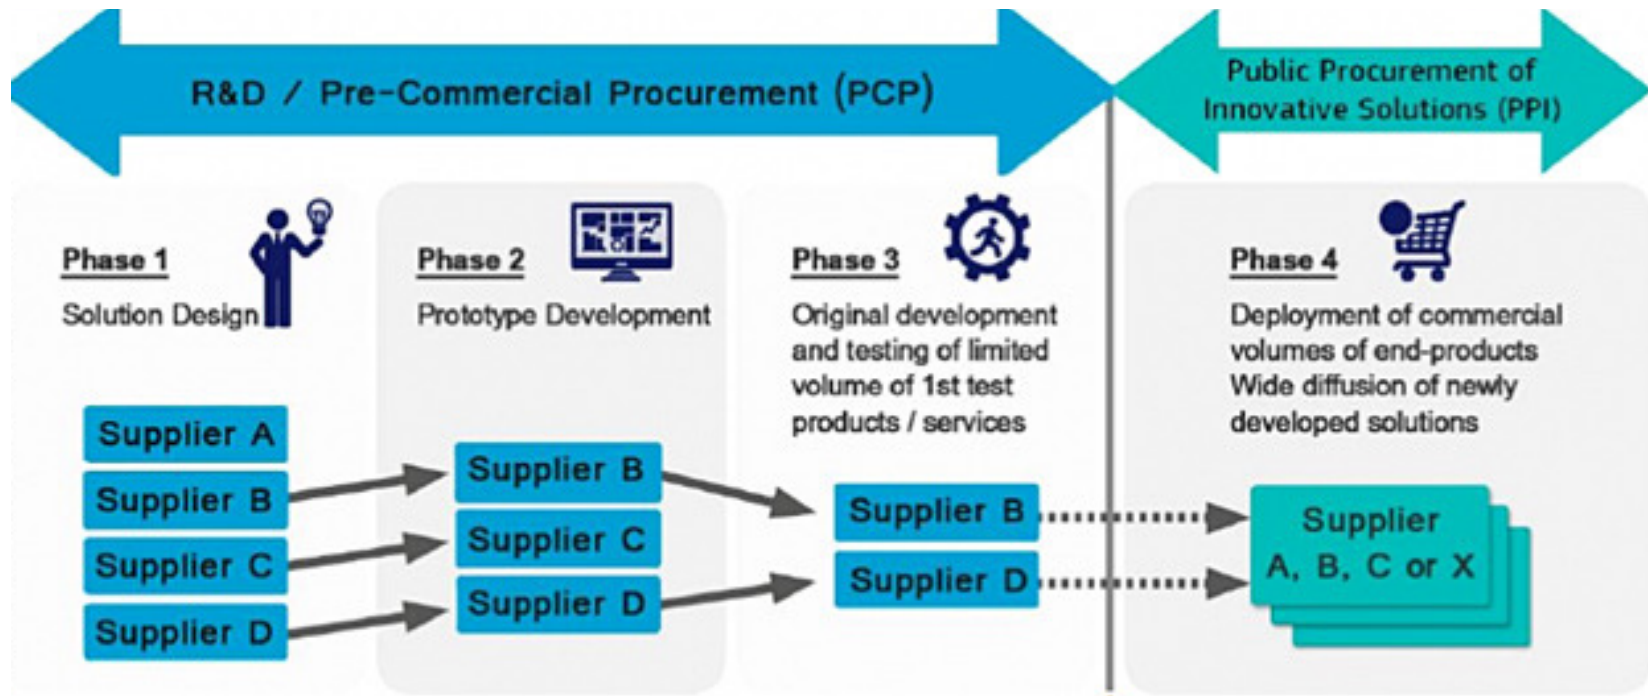 R&D / Pre-Commercial Procurement (PCP)
Public Procurement of
Innovative Solutions (PPI)
Phase 1
Solution Design
Supplier A
Supplier B
Supplier C
Supplier D
Phase 2
Prototype Development
Supplier B
Supplier C
Supplier D
Phase 3
Original development
and testing of limited
volume of 1st test
products / services
Supplier B
Supplier D
Phase 4
Deployment of commercial
volumes of end-products
Wide diffusion of newly
developed solutions
Supplier
A, B, C or X